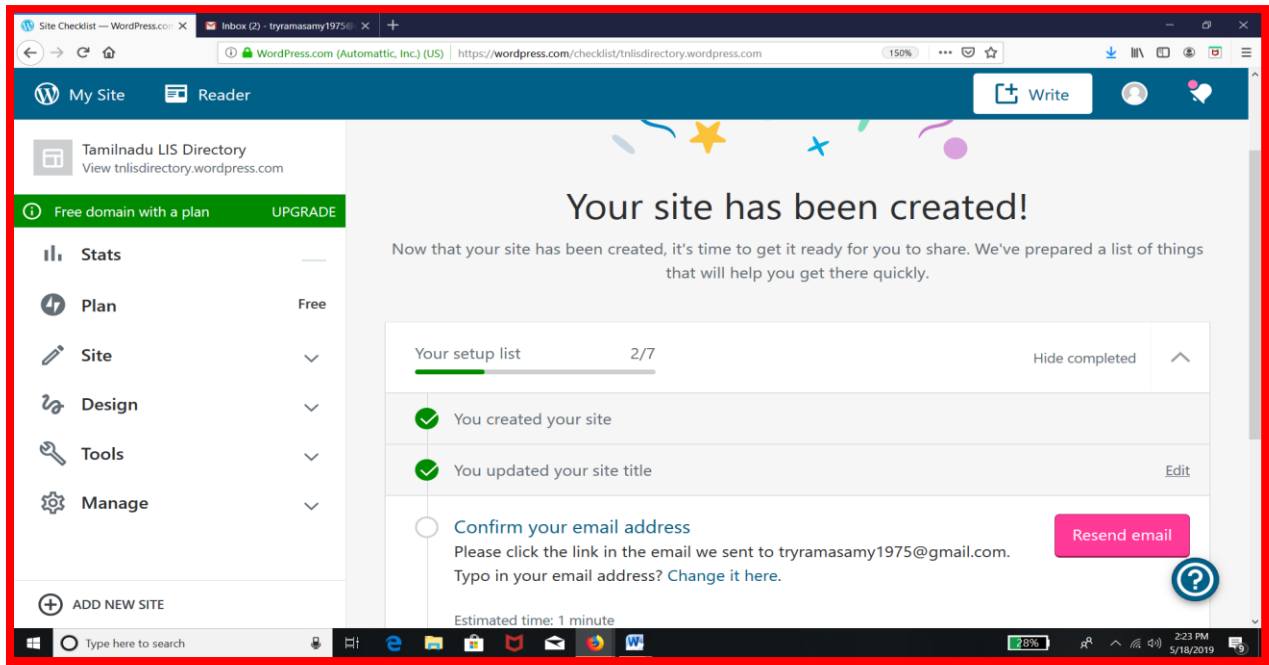 Site Checklist — WordPress.con
Inbox (2) - tryramasamy1975@
WordPress.com (Automattic, Inc.) (US)
https://wordpress.com/checklist/tnlisdirectory.wordpress.com
150%
My Site
Reader
Write
Tamilnadu LIS Directory
View tnlisdirectory.wordpress.com
Free domain with a plan
UPGRADE
Stats
Plan
Free
Site
Design
Tools
Manage
ADD NEW SITE
Your site has been created!
Now that your site has been created, it's time to get it ready for you to share. We've prepared a list of things
that will help you get there quickly.
Your setup list
2/7
Hide completed
You created your site
You updated your site title
Edit
Confirm your email address
Please click the link in the email we sent to tryramasamy1975@gmail.com.
Typo in your email address? Change it here.
Estimated time: 1 minute
Resend email
Type here to search
28%
2:23 PM
5/18/2019
9